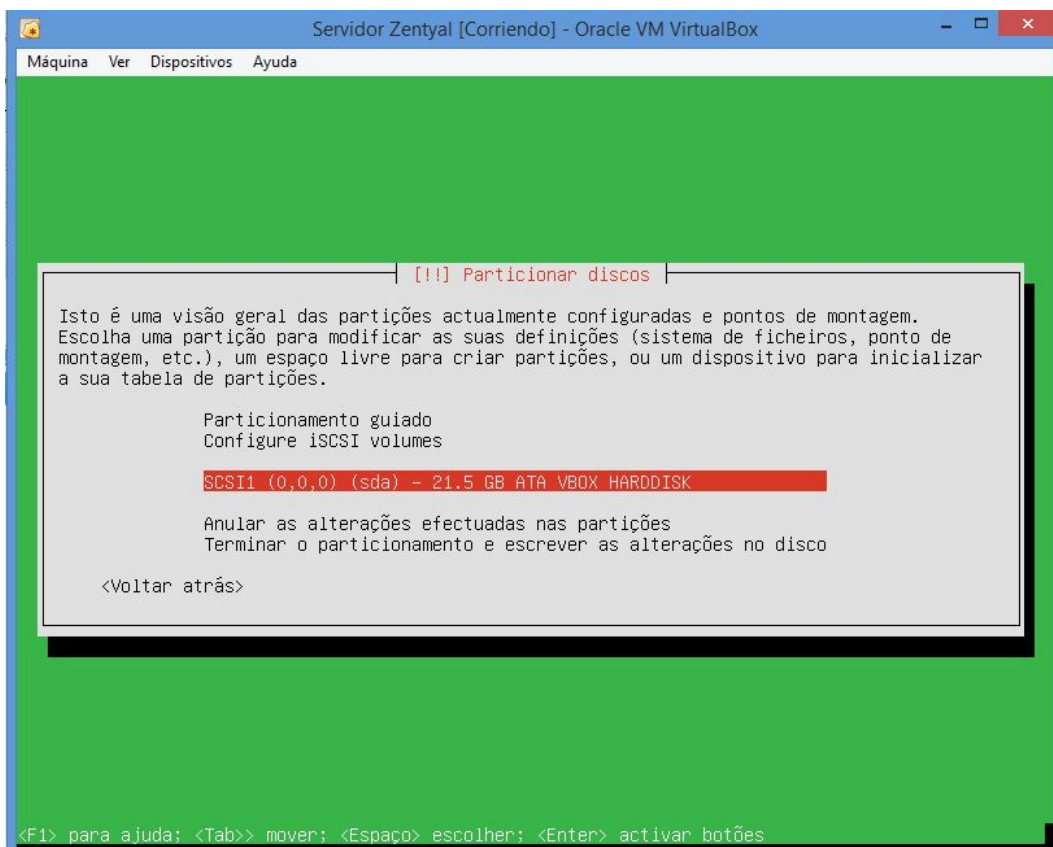 Servidor Zentyal [Corriendo] - Oracle VM VirtualBox
Máquina Ver Dispositivos Ayuda
[!!] Particionar discos
Isto é uma visão geral das partições actualmente configuradas e pontos de montagem.
Escolha uma partição para modificar as suas definições (sistema de ficheiros, ponto de
montagem, etc.), um espaço livre para criar partições, ou um dispositivo para inicializar
a sua tabela de partições.
Particionamento guiado
Configure iSCSI volumes
SCSI1 (0,0,0) (sda) - 21.5 GB ATA VBOX HARDDISK
Anular as alterações efectuadas nas partições
Terminar o particionamento e escrever as alterações no disco
<Voltar atrás>
<F1> para ajuda; <Tab>> mover; <Espaço> escolher; <Enter> activar botões